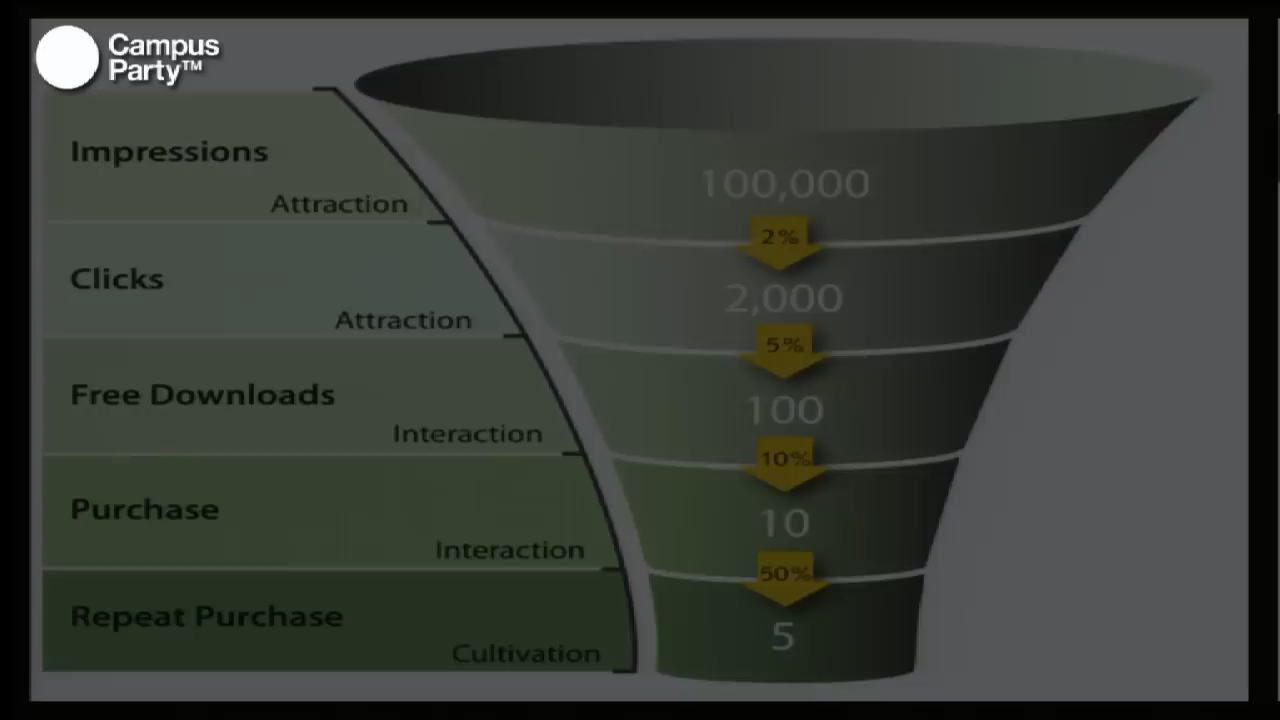 Campus
Party™
Impressions
Attraction
100,000
2%
Clicks
Attraction
2,000
5%
Free Downloads
Interaction
100
10%
Purchase
Interaction
10
50%
Repeat Purchase
Cultivation
5